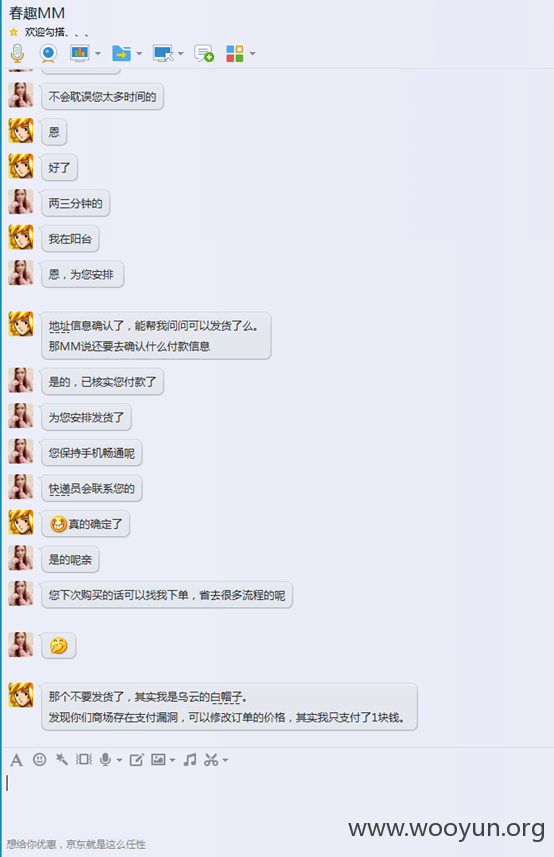 春趣MM
欢迎勾搭、、、
不会耽误您太多时间的
恩
好了
两三分钟的
我在阳台
恩，为您安排
地址信息确认了，能帮我问问可以发货了么。
那MM说还要去确认什么付款信息
是的，已核实您付款了
为您安排发货了
您保持手机畅通呢
快递员会联系您的
真的确定了
是的呢亲
您下次购买的话可以找我下单，省去很多流程的呢
那个不要发货了，其实我是乌云的白帽子。
发现你们商场存在支付漏洞，可以修改订单的价格，其实我只支付了1块钱。
A
www.wooyun.org
想给你优惠，京东就是这么任性